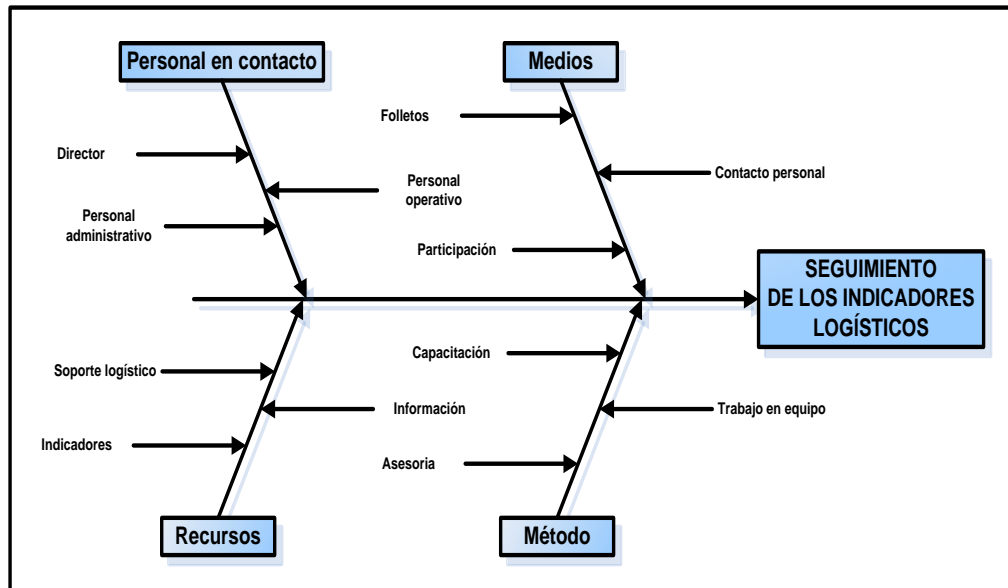 Personal en contacto
Medios
Folletos
Director
Contacto personal
Personal
operativo
Personal
administrativo
Participación
SEGUIMIENTO
DE LOS INDICADORES
LOGÍSTICOS
Capacitación
Soporte logístico
Información
Trabajo en equipo
Indicadores
Asesoria
Recursos
Método